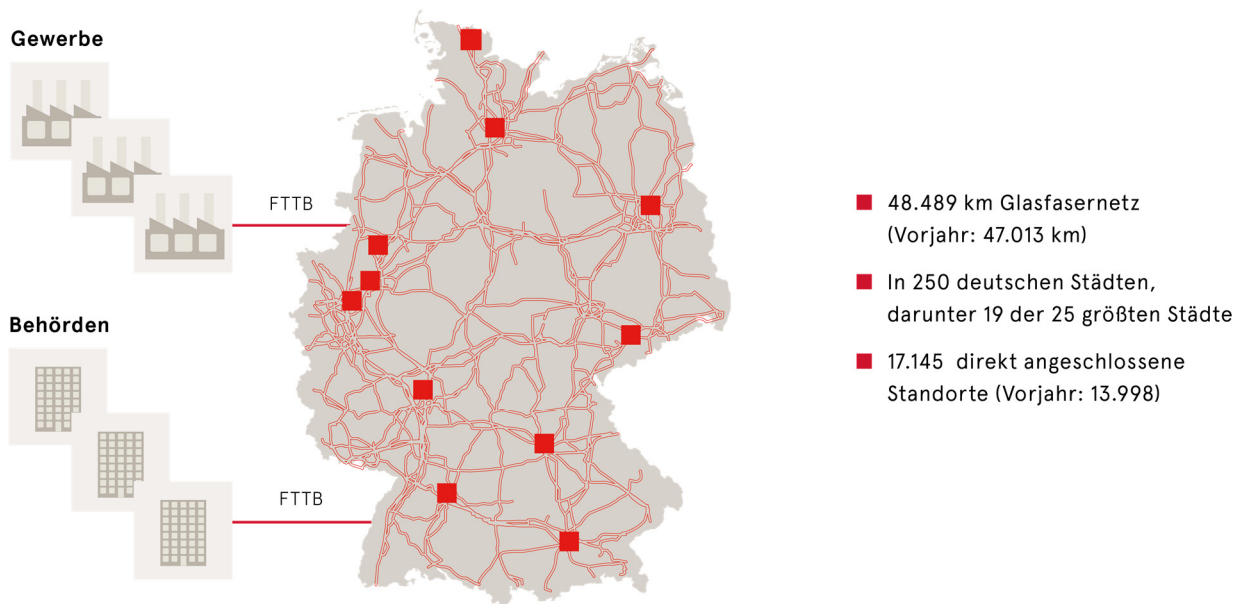 Gewerbe
FTTB
Behörden
FTTB
48.489 km Glasfasernetz
(Vorjahr: 47.013 km)
In 250 deutschen Städten,
darunter 19 der 25 größten Städte
17.145 direkt angeschlossene
Standorte (Vorjahr: 13.998)